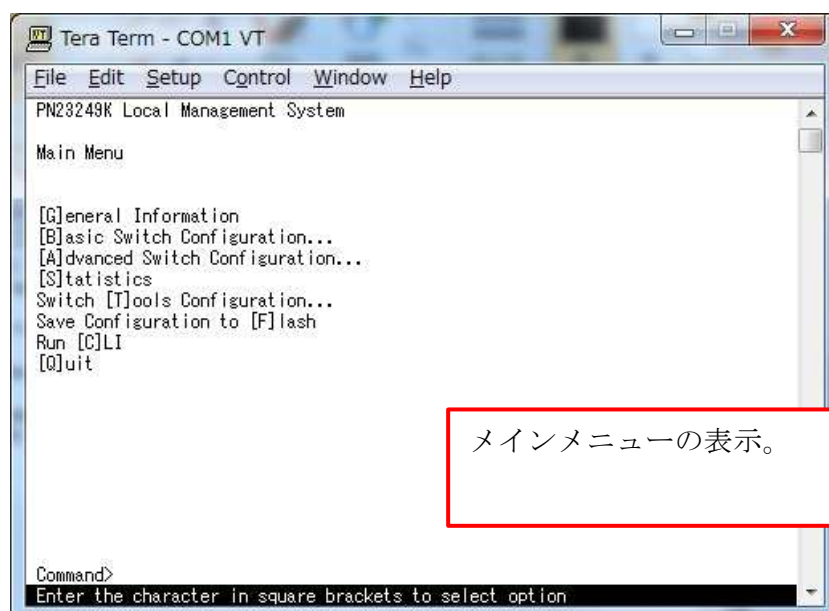 Tera Term - COM1 VT
File Edit Setup Control Window Help
PN23249K Local Management System
Main Menu
[G]eneral Information
[B]asic Switch Configuration...
[A]dvanced Switch Configuration...
[S]tatistics
Switch [T]ools Configuration...
Save Configuration to [F]lash
Run [C]LI
[Q]uit
メインメニューの表示。
Command>
Enter the character in square brackets to select option